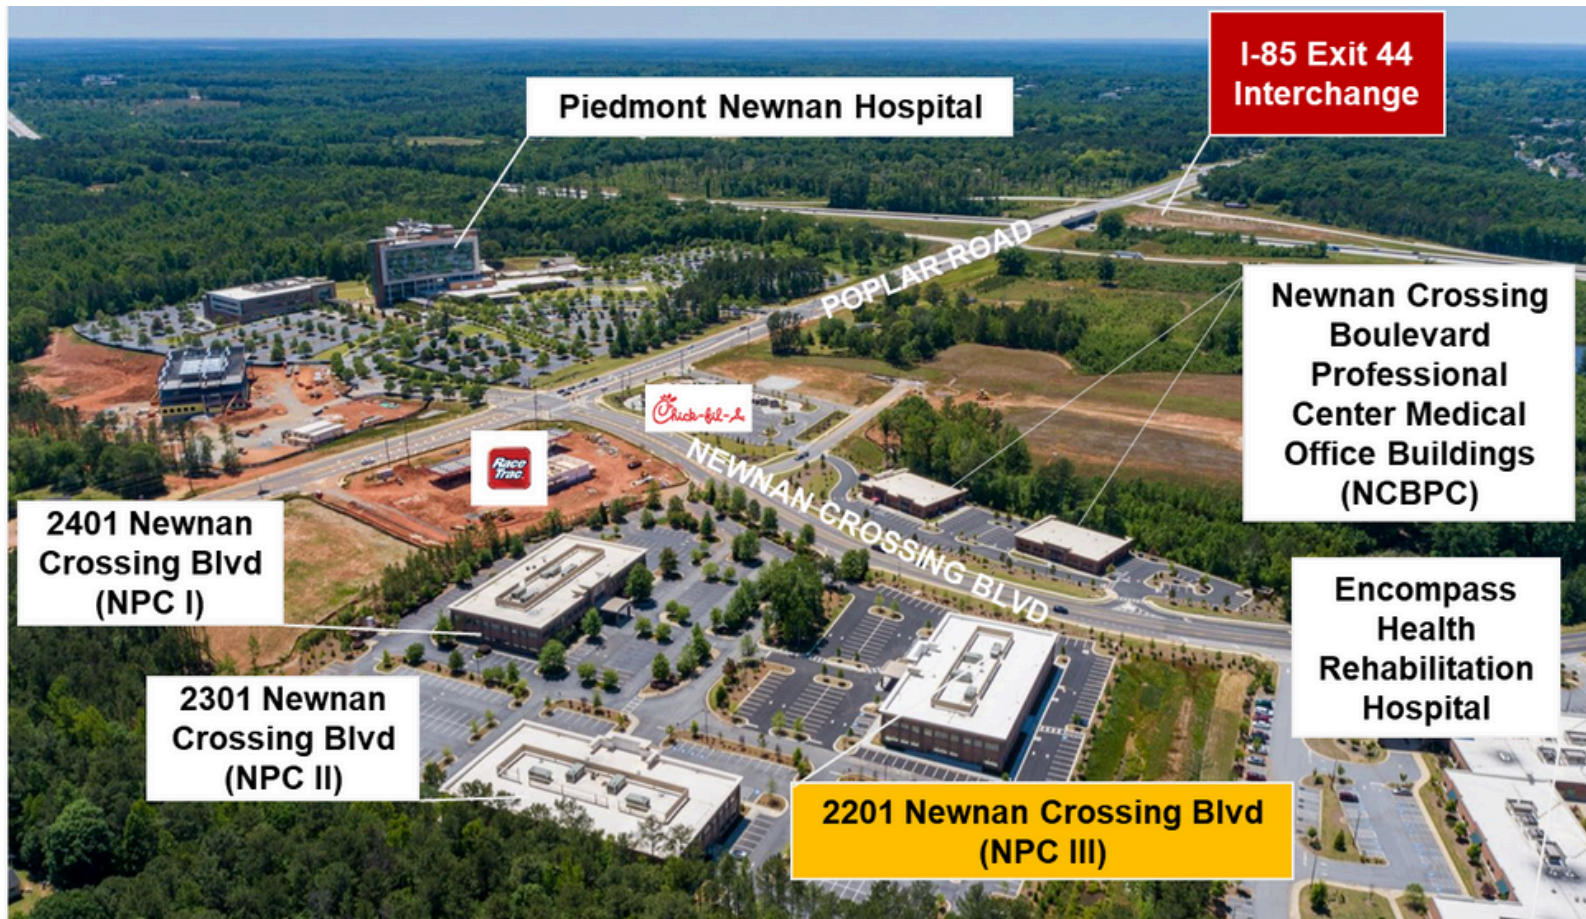 I-85 Exit 44
Interchange
Piedmont Newnan Hospital
POPLAR ROAD
Newnan Crossing
Boulevard
Professional
Center Medical
Office Buildings
(NCBPC)
Chick-fil-A
Race
Trac.
NEWNAN CROSSING BLVD
2401 Newnan
Crossing Blvd
(NPC I)
Encompass
Health
Rehabilitation
Hospital
2301 Newnan
Crossing Blvd
(NPC II)
2201 Newnan Crossing Blvd
(NPC III)